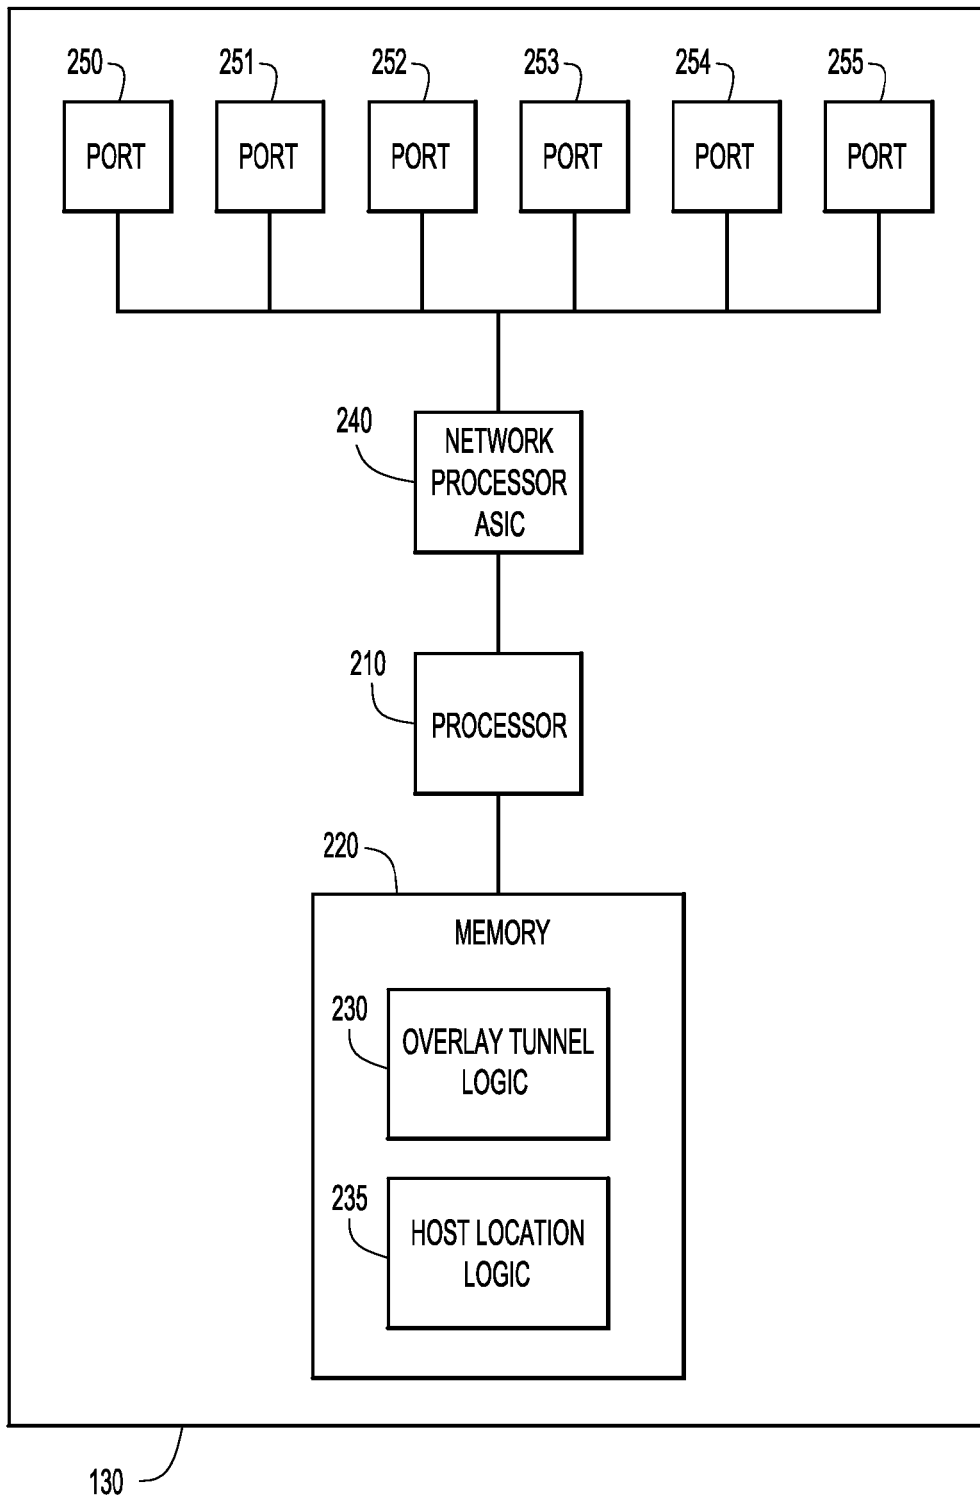 250 251 252 253 254 255
PORT PORT PORT PORT PORT PORT
240
NETWORK
PROCESSOR
ASIC
210
PROCESSOR
220
MEMORY
230
OVERLAY TUNNEL
LOGIC
235
HOST LOCATION
LOGIC
130